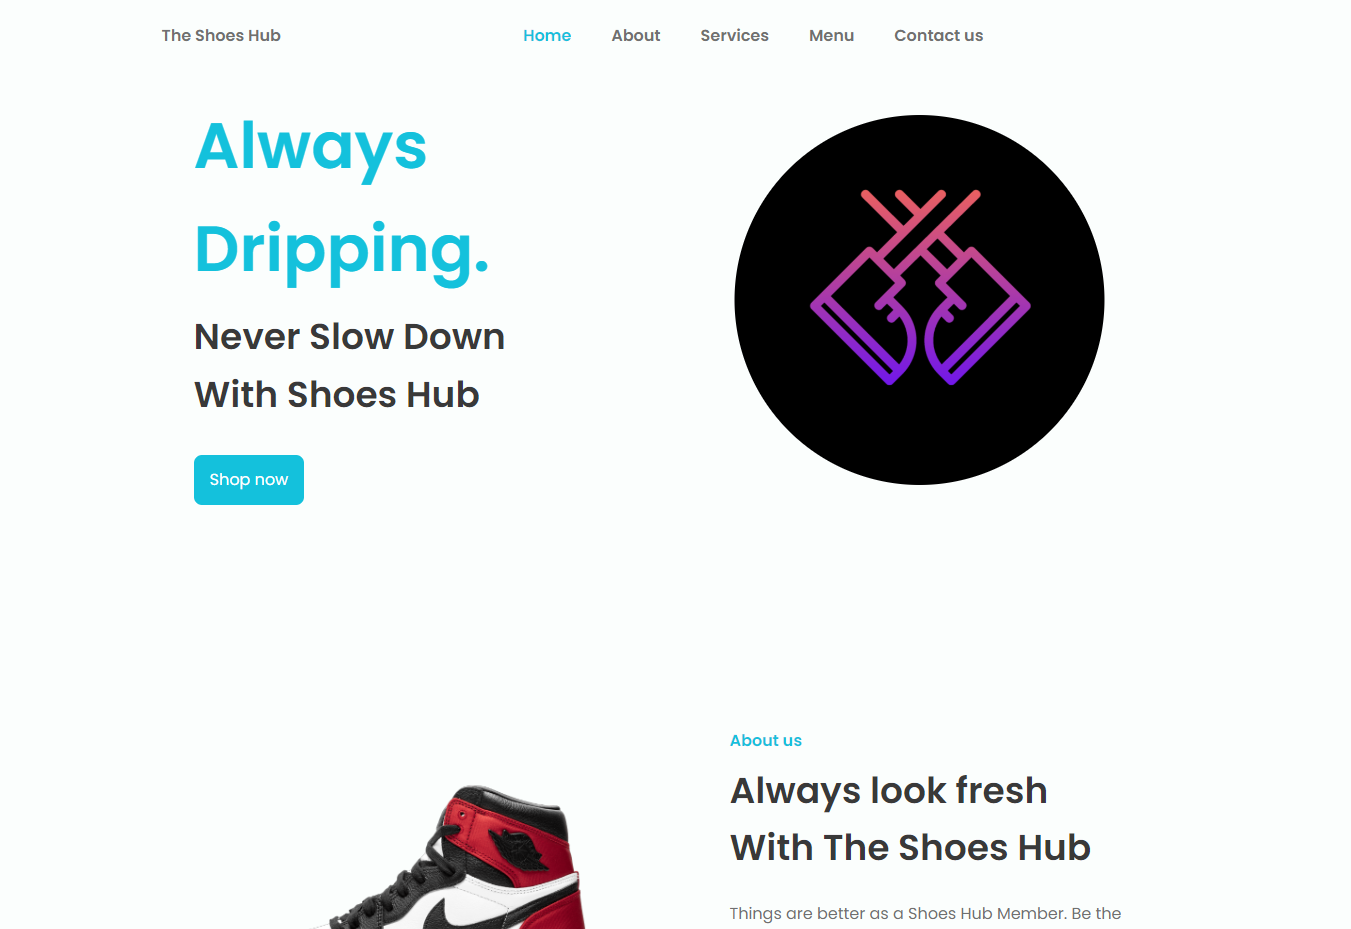 The Shoes Hub
Home About Services Menu Contact us
Always
Dripping.
Never Slow Down
With Shoes Hub
Shop now
About us
Always look fresh
With The Shoes Hub
Things are better as a Shoes Hub Member. Be the